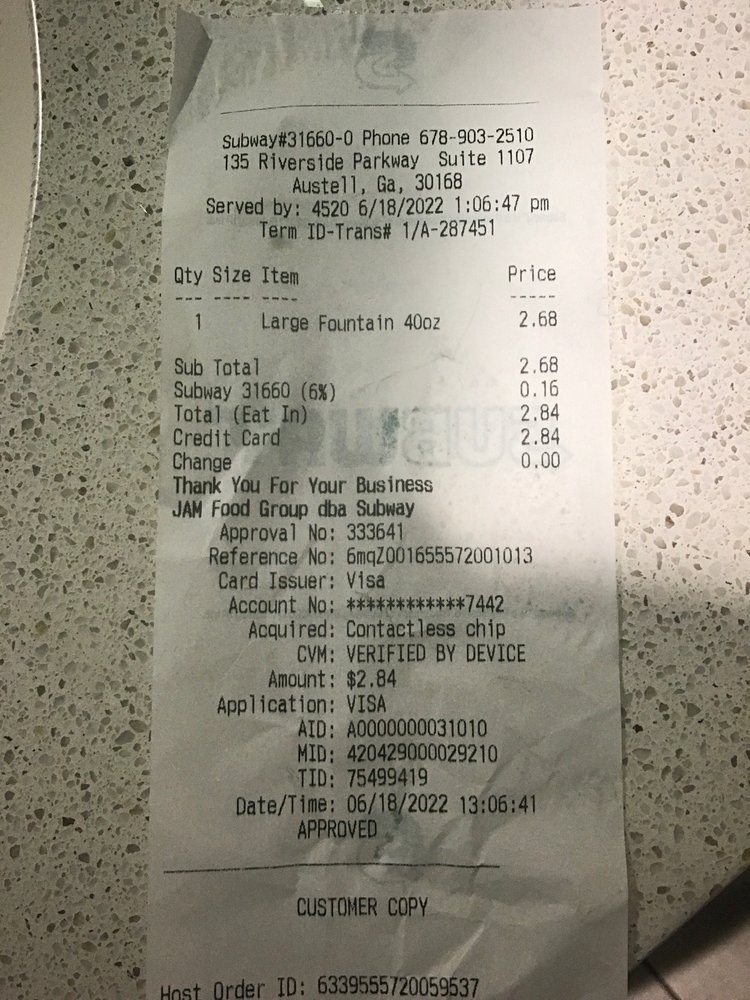 Subway#31660-0 Phone 678-903-2510
135 Riverside Parkway Suite 1107
Austell, Ga, 30168
Served by: 4520 6/18/2022 1:06:47 pm
Term ID-Trans# 1/A-287451
Qty Size Item Price
--- ---- ---- -----
1 Large Fountain 40oz 2.68
Sub Total 2.68
Subway 31660 (6%) 0.16
Total (Eat In) 2.84
Credit Card 2.84
Change 0.00
Thank You For Your Business
JAM Food Group dba Subway
Approval No: 333641
Reference No: 6mqZ001655572001013
Card Issuer: Visa
Account No: ************7442
Acquired: Contactless chip
CVM: VERIFIED BY DEVICE
Amount: $2.84
Application: VISA
AID: A0000000031010
MID: 420429000029210
TID: 75499419
Date/Time: 06/18/2022 13:06:41
APPROVED
CUSTOMER COPY
Host Order ID: 6339555720059537